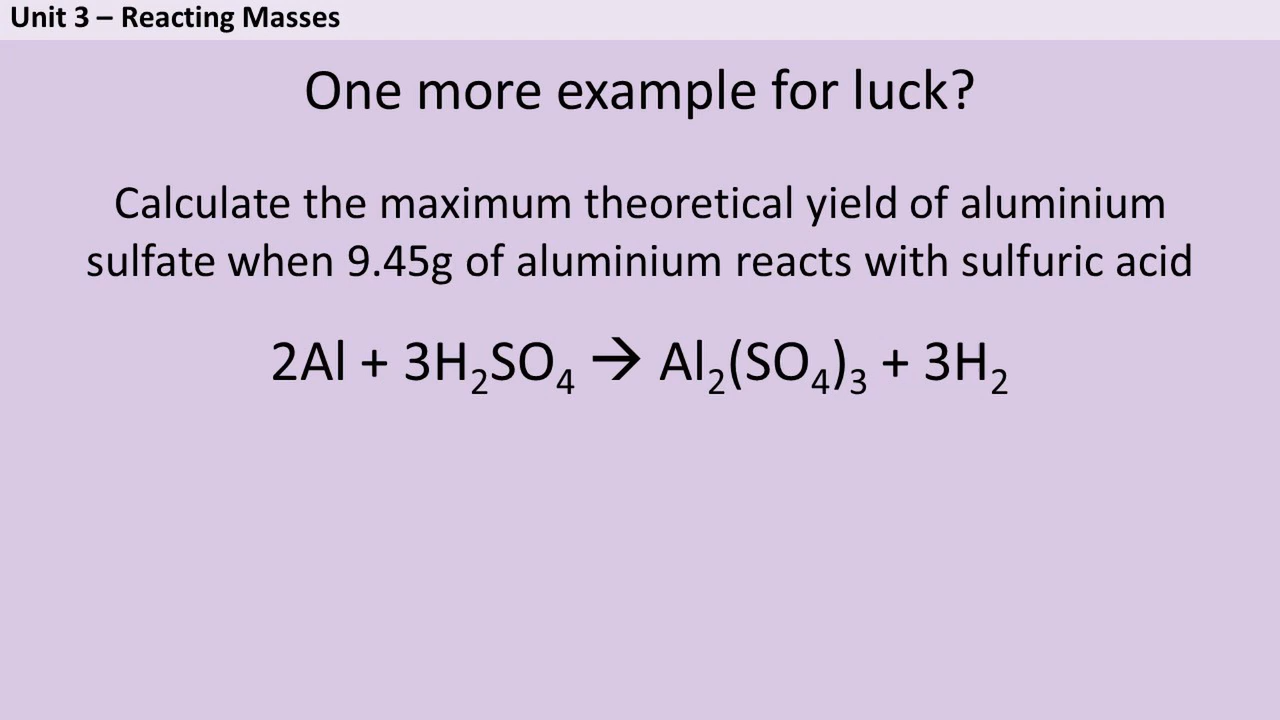 Unit 3 – Reacting Masses
One more example for luck?
Calculate the maximum theoretical yield of aluminium
sulfate when 9.45g of aluminium reacts with sulfuric acid
2Al + 3H₂SO₄ → Al₂(SO₄)₃ + 3H₂